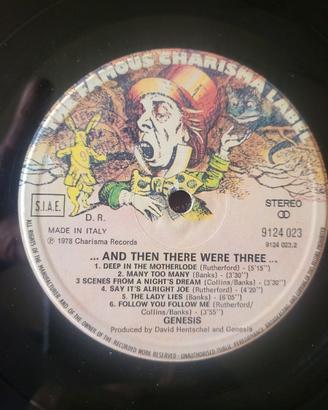 THE FAMOUS CHARISMA LABEL
S.I.A.E.
D.R.
STEREO
MADE IN ITALY
℗ 1978 Charisma Records
9124 023
9124 023.2
... AND THEN THERE WERE THREE ...
1. DEEP IN THE MOTHERLODE (Rutherford) - (5'15")
2. MANY TOO MANY (Banks) - (3'30")
3 SCENES FROM A NIGHT'S DREAM (Collins/Banks) - (3'30")
4. SAY IT'S ALRIGHT JOE (Rutherford) - (4'20")
5. THE LADY LIES (Banks) - (6'05")
6. FOLLOW YOU FOLLOW ME (Rutherford/
Collins/Banks) - (3'55")
GENESIS
Produced by David Hentschel and Genesis
ALL RIGHTS OF THE MANUFACTURER AND OF THE OWNER OF THE RECORDED WORK RESERVED - UNAUTHORISED PUBLIC PERFORMANCE